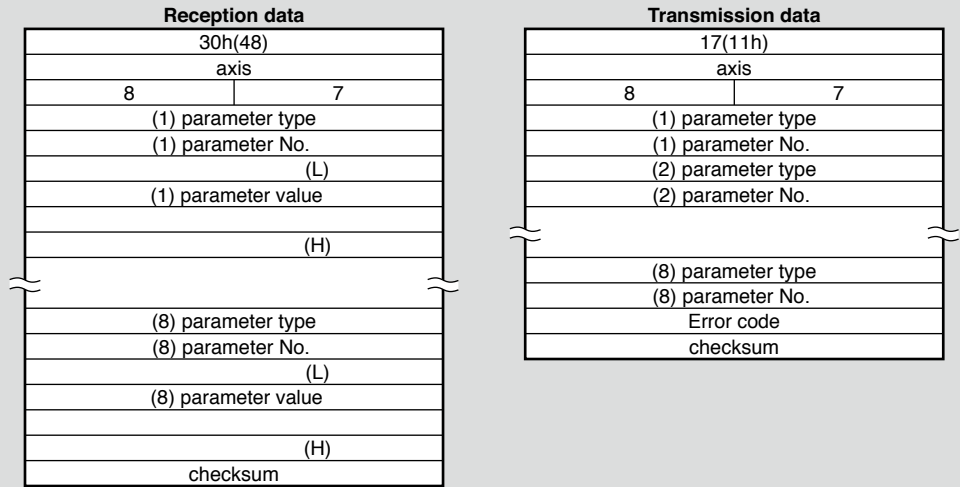 Reception data
30h(48)
axis
8 7
(1) parameter type
(1) parameter No.
(L)
(1) parameter value
(H)
(8) parameter type
(8) parameter No.
(L)
(8) parameter value
(H)
checksum
Transmission data
17(11h)
axis
8 7
(1) parameter type
(1) parameter No.
(2) parameter type
(2) parameter No.
(8) parameter type
(8) parameter No.
Error code
checksum